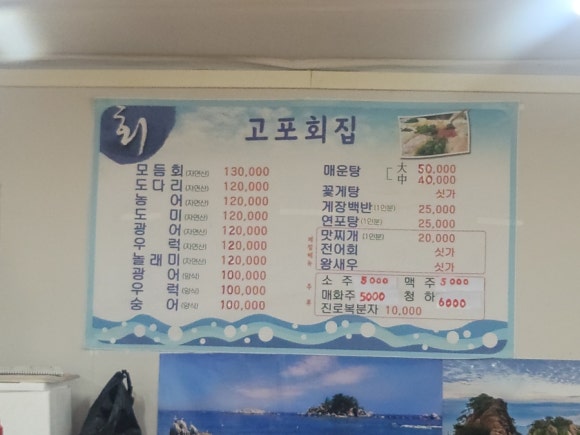 회
고포회집
모듬회(자연산) 130,000
도다리(자연산) 120,000
농어(자연산) 120,000
도미(자연산) 120,000
광어(자연산) 120,000
우럭(자연산) 120,000
놀래미(자연산) 120,000
광어(양식) 100,000
우럭(양식) 100,000
숭어(양식) 100,000
매운탕 大 50,000
中 40,000
꽃게탕 싯가
게장백반(1인분) 25,000
연포탕(1인분) 25,000
계절메뉴
맛찌개(1인분) 20,000
전어회 싯가
왕새우 싯가
주류
소주 5000 맥주 5000
매화주 5000 청하 6000
진로복분자 10,000